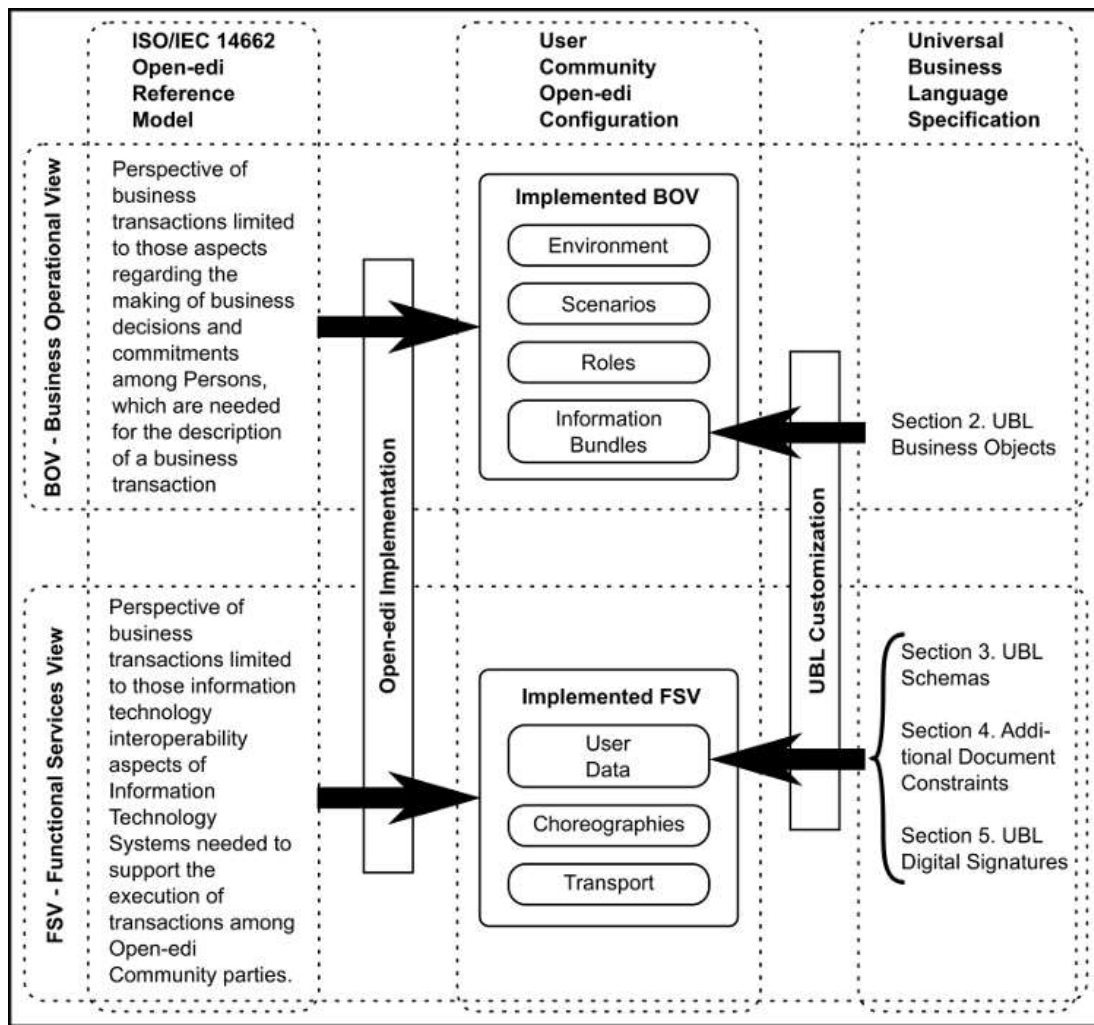 ISO/IEC 14662
Open-edi
Reference
Model
User
Community
Open-edi
Configuration
Universal
Business
Language
Specification
BOV - Business Operational View
Perspective of
business
transactions limited
to those aspects
regarding the
making of business
decisions and
commitments
among Persons,
which are needed
for the description
of a business
transaction
Open-edi Implementation
Implemented BOV
Environment
Scenarios
Roles
Information
Bundles
UBL Customization
Section 2. UBL
Business Objects
FSV - Functional Services View
Perspective of
business
transactions limited
to those information
technology
interoperability
aspects of
Information
Technology
Systems needed to
support the
execution of
transactions among
Open-edi
Community parties.
Implemented FSV
User
Data
Choreographies
Transport
Section 3. UBL
Schemas
Section 4. Addi-
tional Document
Constraints
Section 5. UBL
Digital Signatures